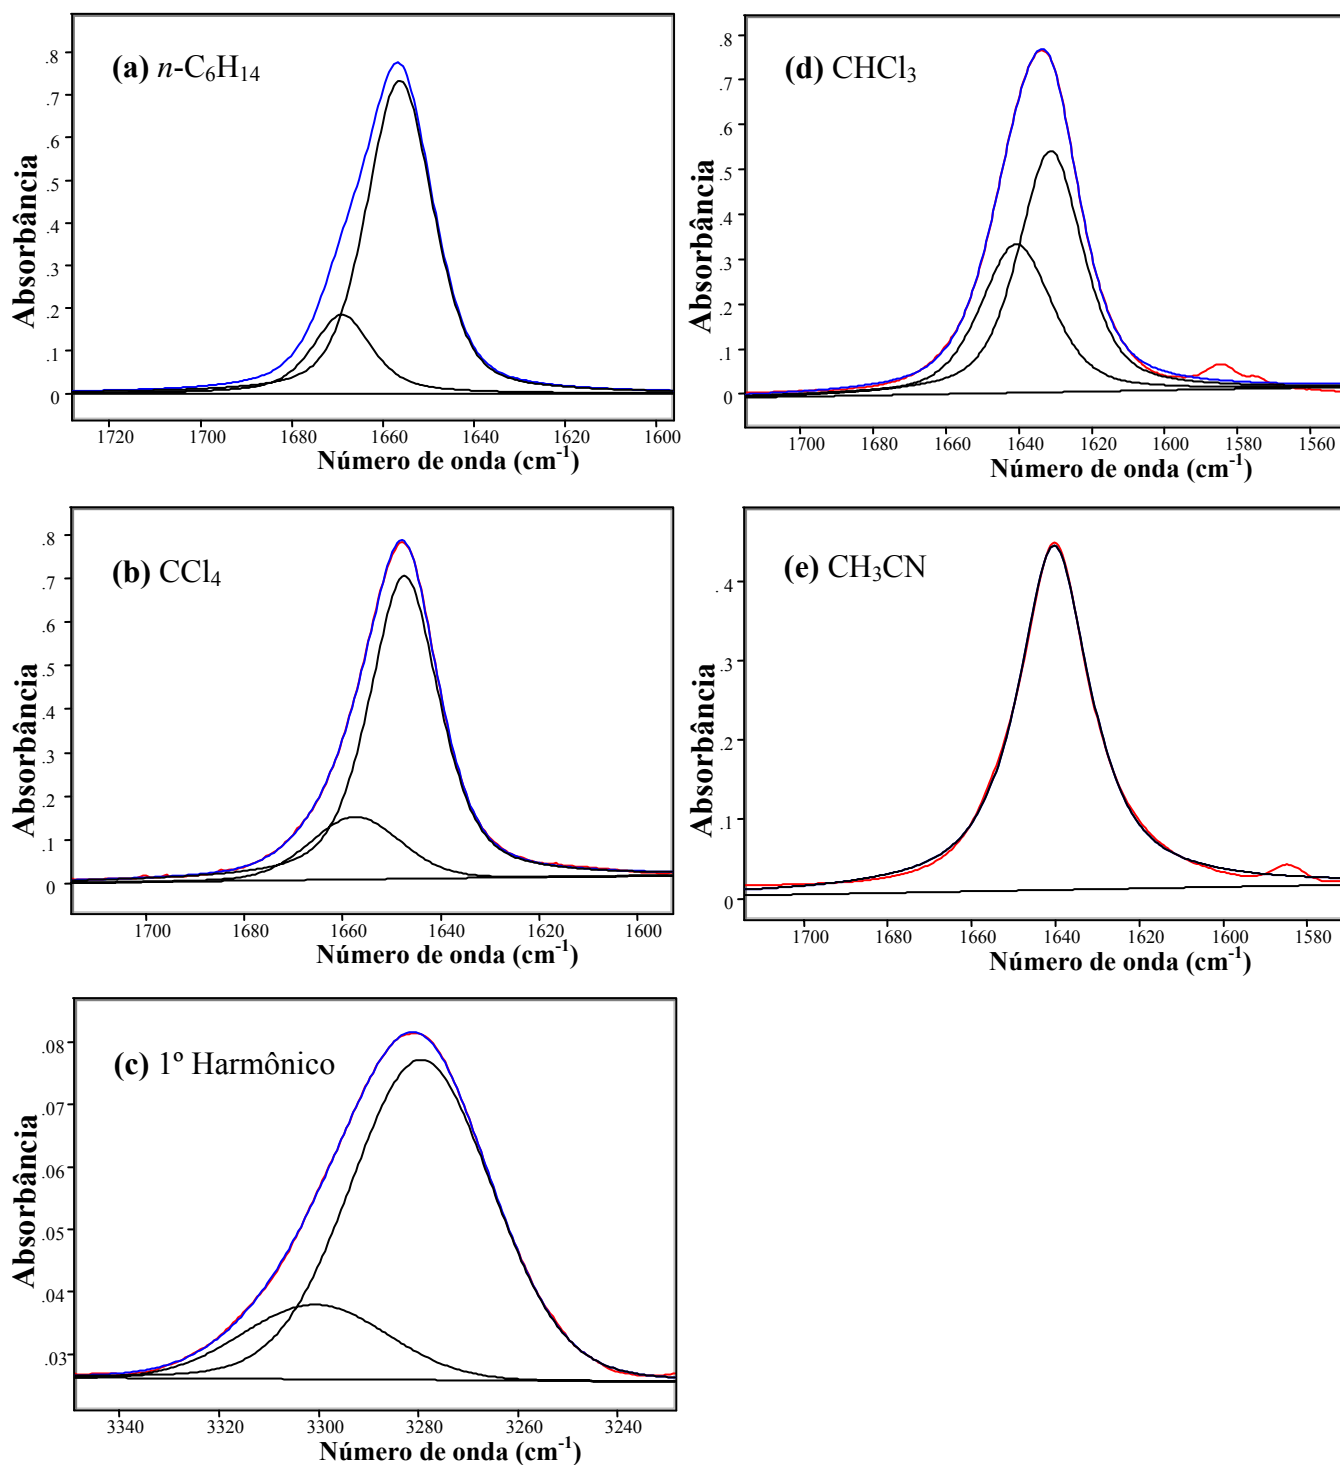 (a) n-C6H14
.8
.7
.6
.5
.4
.3
.2
.1
0
Absorbância
1720 1700 1680 1660 1640 1620 1600
Número de onda (cm-1)
(d) CHCl3
.8
.7
.6
.5
.4
.3
.2
.1
0
Absorbância
1700 1680 1660 1640 1620 1600 1580 1560
Número de onda (cm-1)
(b) CCl4
.8
.7
.6
.5
.4
.3
.2
.1
0
Absorbância
1700 1680 1660 1640 1620 1600
Número de onda (cm-1)
(e) CH3CN
.4
.3
.2
.1
0
Absorbância
1700 1680 1660 1640 1620 1600 1580
Número de onda (cm-1)
(c) 1º Harmônico
.08
.07
.06
.05
.04
.03
Absorbância
3340 3320 3300 3280 3260 3240
Número de onda (cm-1)